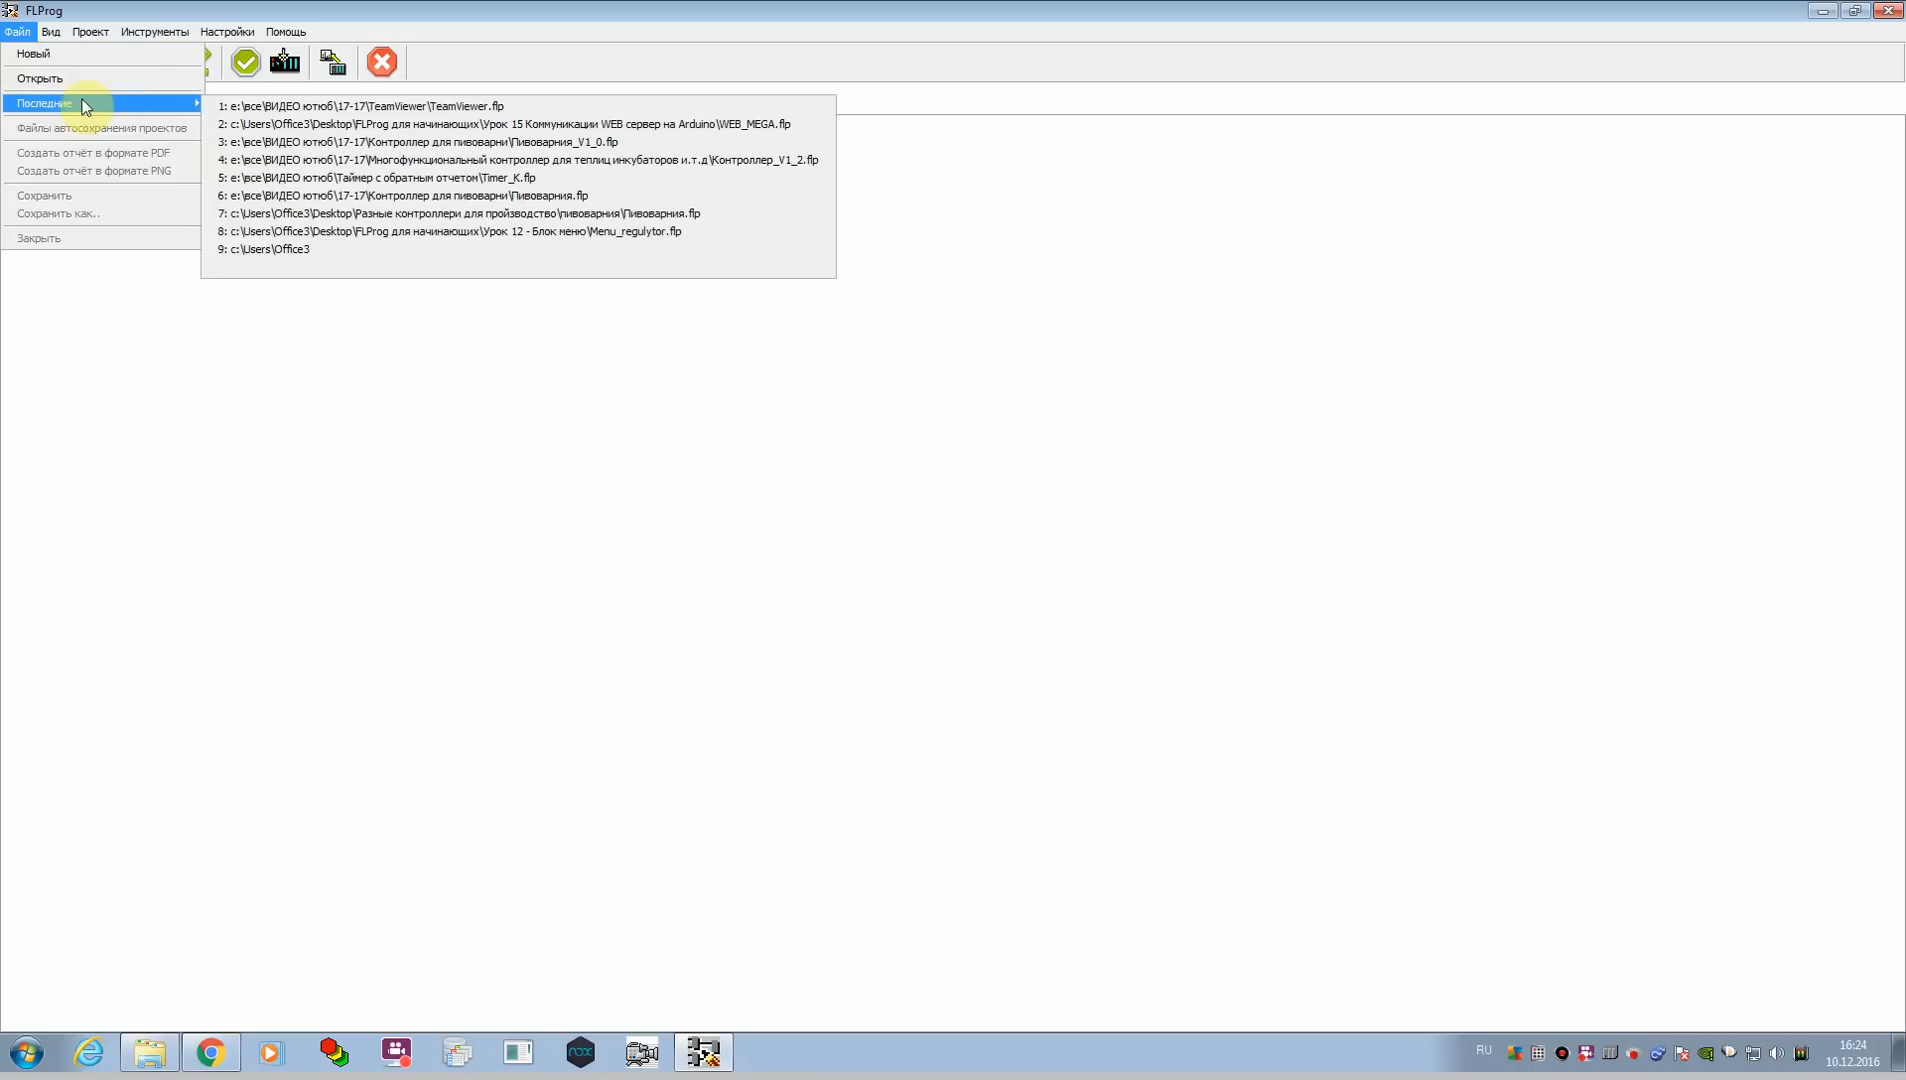 FLProg
Файл Вид Проект Инструменты Настройки Помощь
Новый
Открыть
Последние
Файлы автосохранения проектов
Создать отчёт в формате PDF
Создать отчёт в формате PNG
Сохранить
Сохранить как..
Закрыть
1: e:\все\ВИДЕО ютюб\17-17\TeamViewer\TeamViewer.flp
2: c:\Users\Office3\Desktop\FLProg для начинающих\Урок 15 Коммуникации WEB сервер на Arduino\WEB_MEGA.flp
3: e:\все\ВИДЕО ютюб\17-17\Контроллер для пивоварни\Пивоварния_V1_0.flp
4: e:\все\ВИДЕО ютюб\17-17\Многофункциональный контроллер для теплиц инкубаторов и.т.д\Контроллер_V1_2.flp
5: e:\все\ВИДЕО ютюб\Таймер с обратным отчетом\Timer_K.flp
6: e:\все\ВИДЕО ютюб\17-17\Контроллер для пивоварни\Пивоварния.flp
7: c:\Users\Office3\Desktop\Разные контроллери для пройзводство\пивоварния\Пивоварния.flp
8: c:\Users\Office3\Desktop\FLProg для начинающих\Урок 12 - Блок меню\Menu_regulytor.flp
9: c:\Users\Office3
nox
RU
16:24
10.12.2016